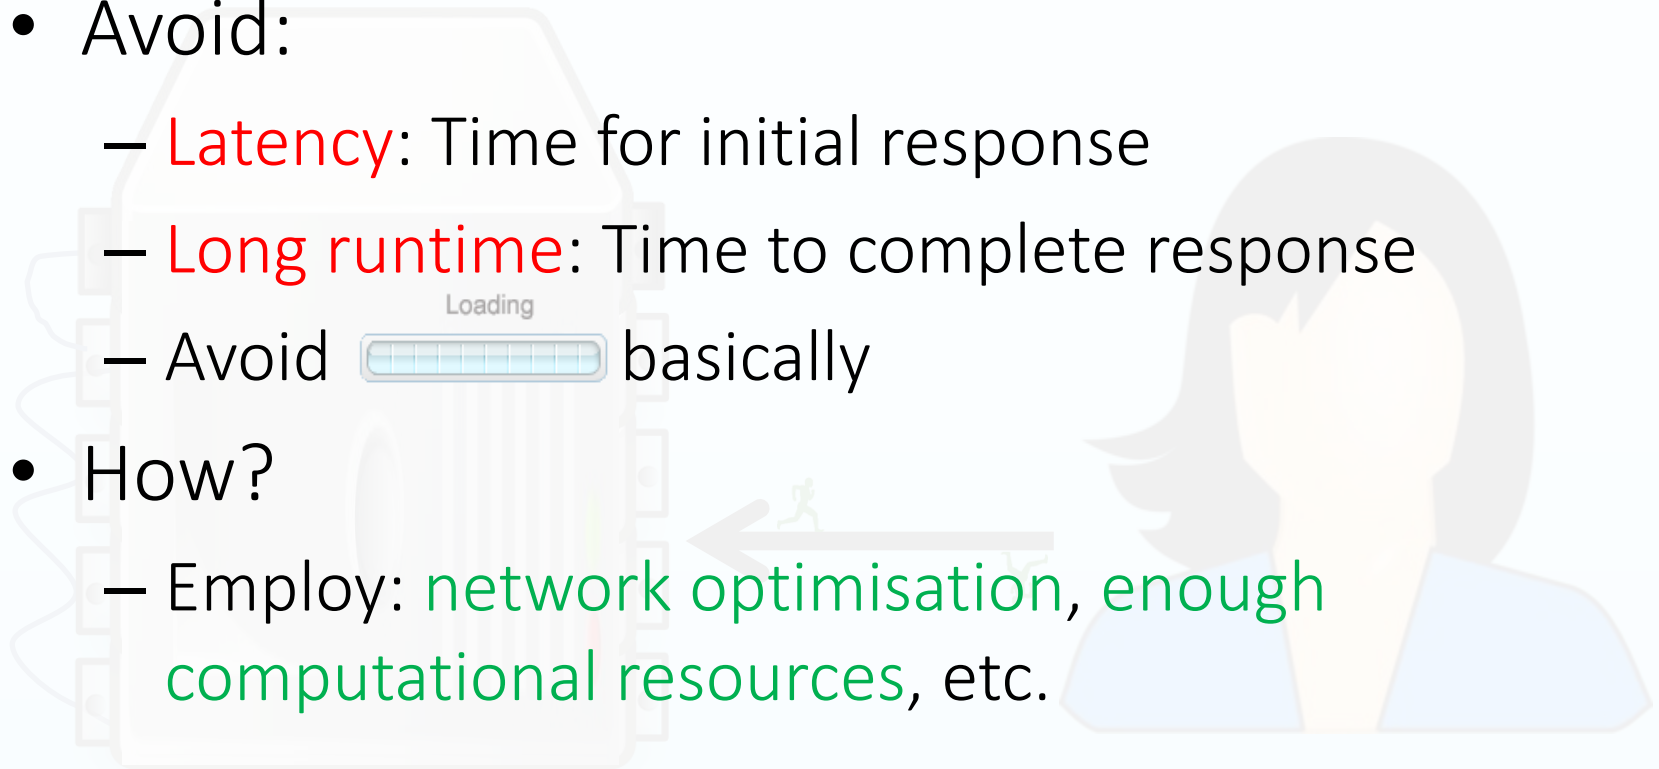 • Avoid:
– Latency: Time for initial response
– Long runtime: Time to complete response
Loading
– Avoid basically
• How?
– Employ: network optimisation, enough
computational resources, etc.